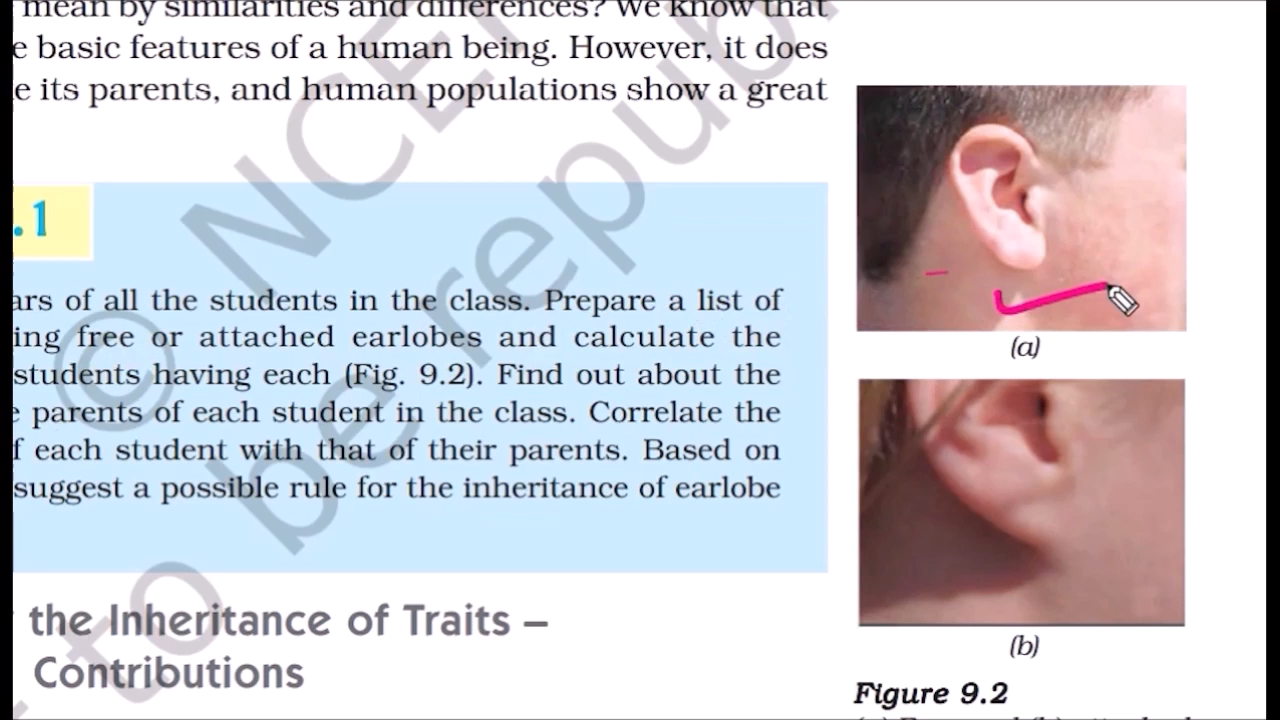 mean by similarities and differences? We know that
e basic features of a human being. However, it does
e its parents, and human populations show a great
.1
ars of all the students in the class. Prepare a list of
ing free or attached earlobes and calculate the
students having each (Fig. 9.2). Find out about the
e parents of each student in the class. Correlate the
f each student with that of their parents. Based on
suggest a possible rule for the inheritance of earlobe
the Inheritance of Traits –
Contributions
(a)
(b)
Figure 9.2
© NCE
to be republ